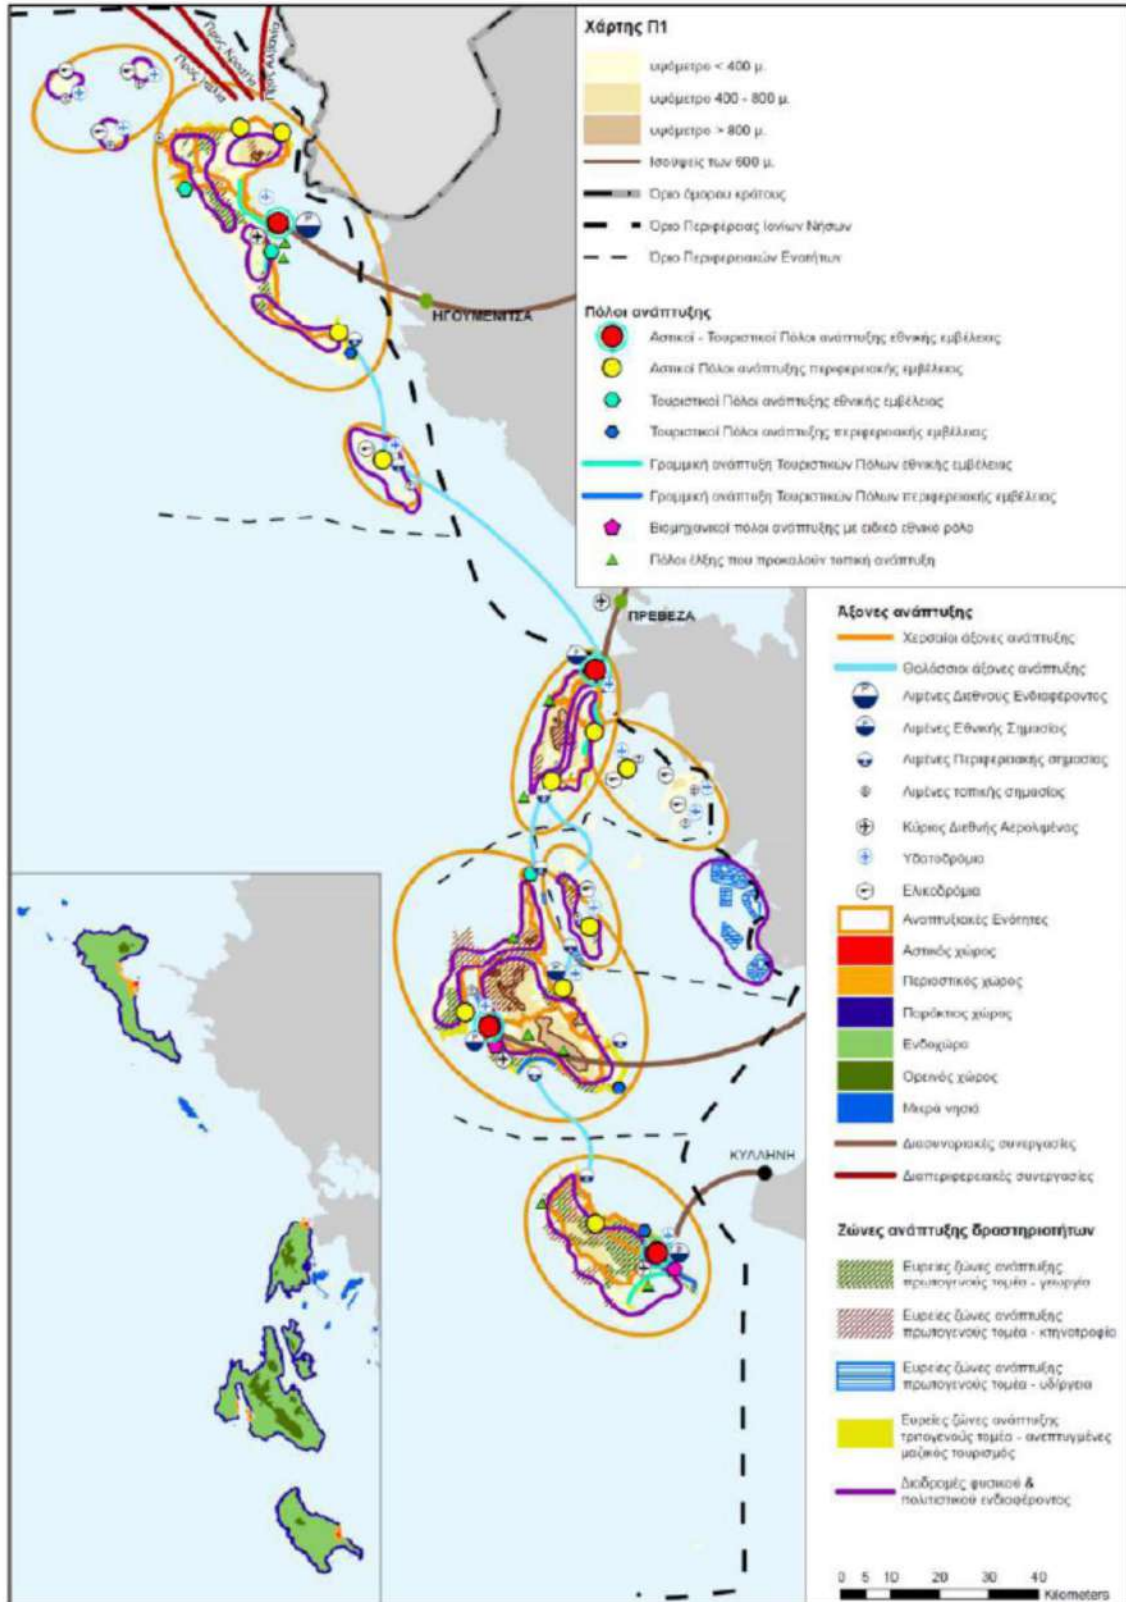 Χάρτης Π1
υψόμετρο < 400 μ.
υψόμετρο 400 - 800 μ.
υψόμετρο > 800 μ.
Ισοϋψείς των 600 μ.
Όριο όμορου κράτους
Όριο Περιφέρειας Ιονίων Νήσων
Όριο Περιφερειακών Ενοτήτων
Πόλοι ανάπτυξης
Αστικοί - Τουριστικοί Πόλοι ανάπτυξης εθνικής εμβέλειας
Αστικοί Πόλοι ανάπτυξης περιφερειακής εμβέλειας
Τουριστικοί Πόλοι ανάπτυξης εθνικής εμβέλειας
Τουριστικοί Πόλοι ανάπτυξης περιφερειακής εμβέλειας
Γραμμική ανάπτυξη Τουριστικών Πόλων εθνικής εμβέλειας
Γραμμική ανάπτυξη Τουριστικών Πόλων περιφερειακής εμβέλειας
Βιομηχανικοί πόλοι ανάπτυξης με ειδικό εθνικό ρόλο
Πόλοι έλξης που προκαλούν τοπική ανάπτυξη
Άξονες ανάπτυξης
Χερσαίοι άξονες ανάπτυξης
Θαλάσσιοι άξονες ανάπτυξης
Λιμένες Διεθνούς Ενδιαφέροντος
Λιμένες Εθνικής Σημασίας
Λιμένες Περιφερειακής σημασίας
Λιμένες τοπικής σημασίας
Κύριος Διεθνής Αερολιμένας
Υδατοδρόμια
Ελικοδρόμια
Αναπτυξιακές Ενότητες
Αστικός χώρος
Περιαστικός χώρος
Παράκτιος χώρος
Ενδοχώρα
Ορεινός χώρος
Μικρά νησιά
Διασυνοριακές συνεργασίες
Διαπεριφερειακές συνεργασίες
Ζώνες ανάπτυξης δραστηριοτήτων
Ευρείες ζώνες ανάπτυξης
πρωτογενούς τομέα - γεωργία
Ευρείες ζώνες ανάπτυξης
πρωτογενούς τομέα - κτηνοτροφία
Ευρείες ζώνες ανάπτυξης
πρωτογενούς τομέα - υδ/ργεια
Ευρείες ζώνες ανάπτυξης
τριτογενούς τομέα - ανεπτυγμένες
μαζικός τουρισμός
Διαδρομές φυσικού &
πολιτιστικού ενδιαφέροντος
0 5 10 20 30 40
Kilometers
Προς Ιταλία
Προς Κροατία
Προς Αλβανία
ΗΓΟΥΜΕΝΙΤΣΑ
ΠΡΕΒΕΖΑ
ΚΥΛΛΗΝΗ